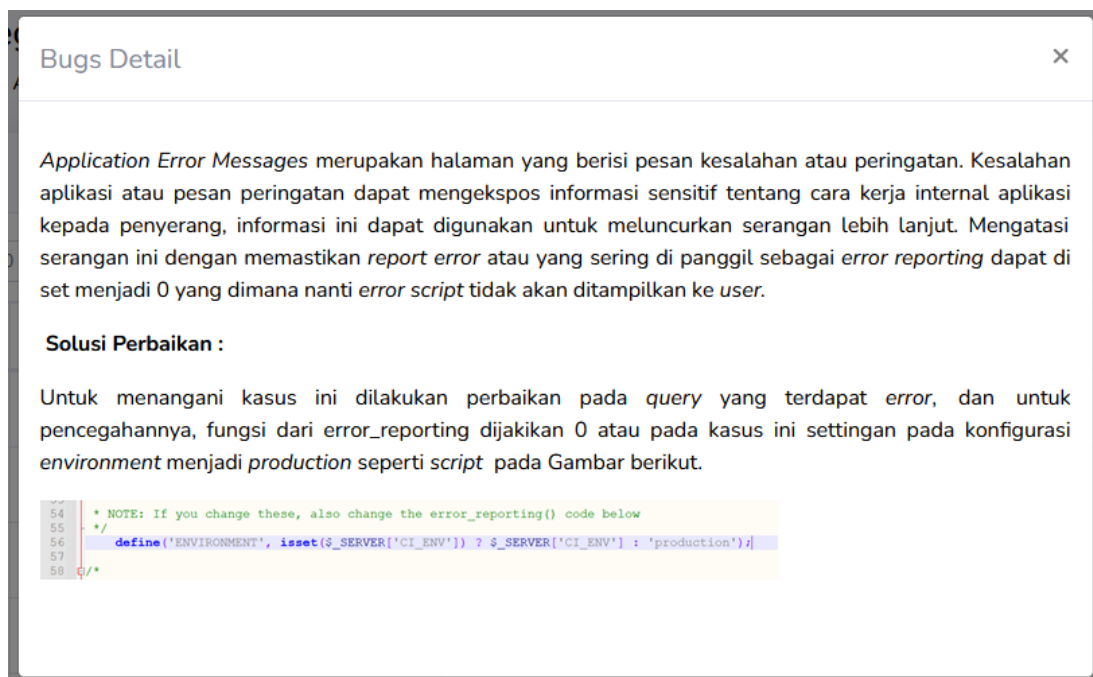 Bugs Detail
×
Application Error Messages merupakan halaman yang berisi pesan kesalahan atau peringatan. Kesalahan
aplikasi atau pesan peringatan dapat mengekspos informasi sensitif tentang cara kerja internal aplikasi
kepada penyerang, informasi ini dapat digunakan untuk meluncurkan serangan lebih lanjut. Mengatasi
serangan ini dengan memastikan report error atau yang sering di panggil sebagai error reporting dapat di
set menjadi 0 yang dimana nanti error script tidak akan ditampilkan ke user.
Solusi Perbaikan :
Untuk menangani kasus ini dilakukan perbaikan pada query yang terdapat error, dan untuk
pencegahannya, fungsi dari error_reporting dijakikan 0 atau pada kasus ini settingan pada konfigurasi
environment menjadi production seperti script pada Gambar berikut.
54 * NOTE: If you change these, also change the error_reporting() code below
55 */
56 define('ENVIRONMENT', isset($_SERVER['CI_ENV']) ? $_SERVER['CI_ENV'] : 'production');
57
58 /*